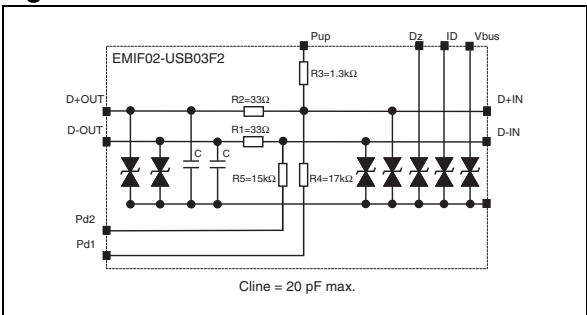 Pup
Dz
ID
Vbus
EMIF02-USB03F2
R3=1.3kΩ
D+OUT
R2=33Ω
D+IN
D-OUT
R1=33Ω
D-IN
C
C
R5=15kΩ
R4=17kΩ
Pd2
Pd1
Cline = 20 pF max.